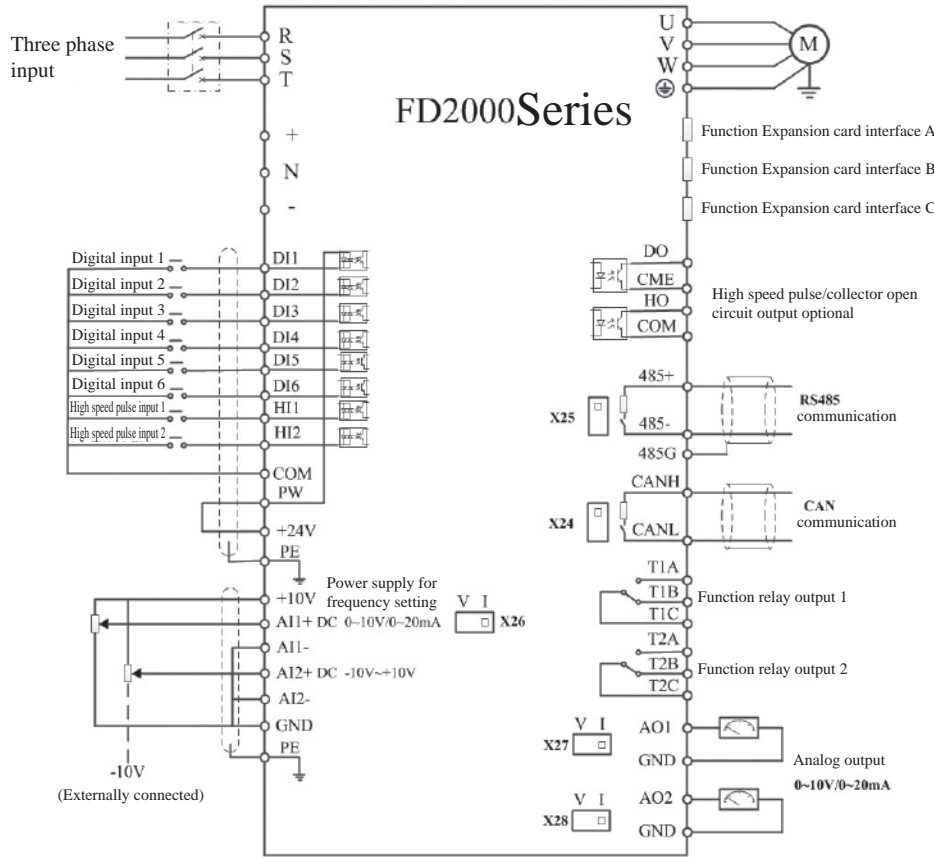 Three phase
input
R
S
T
+
N
-
FD2000Series
U
V
W
M
Function Expansion card interface A
Function Expansion card interface B
Function Expansion card interface C
Digital input 1
DI1
Digital input 2
DI2
Digital input 3
DI3
Digital input 4
DI4
Digital input 5
DI5
Digital input 6
DI6
High speed pulse input 1
HI1
High speed pulse input 2
HI2
COM
PW
+24V
PE
DO
CME
HO
COM
High speed pulse/collector open
circuit output optional
485+
X25
485-
485G
RS485
communication
CANH
X24
CANL
CAN
communication
T1A
T1B
T1C
Function relay output 1
T2A
T2B
T2C
Function relay output 2
Power supply for
frequency setting
+10V
AI1+ DC 0~10V/0~20mA
V I
X26
AI1-
AI2+ DC -10V~+10V
AI2-
GND
PE
-10V
(Externally connected)
V I
X27
AO1
GND
Analog output
0~10V/0~20mA
V I
X28
AO2
GND